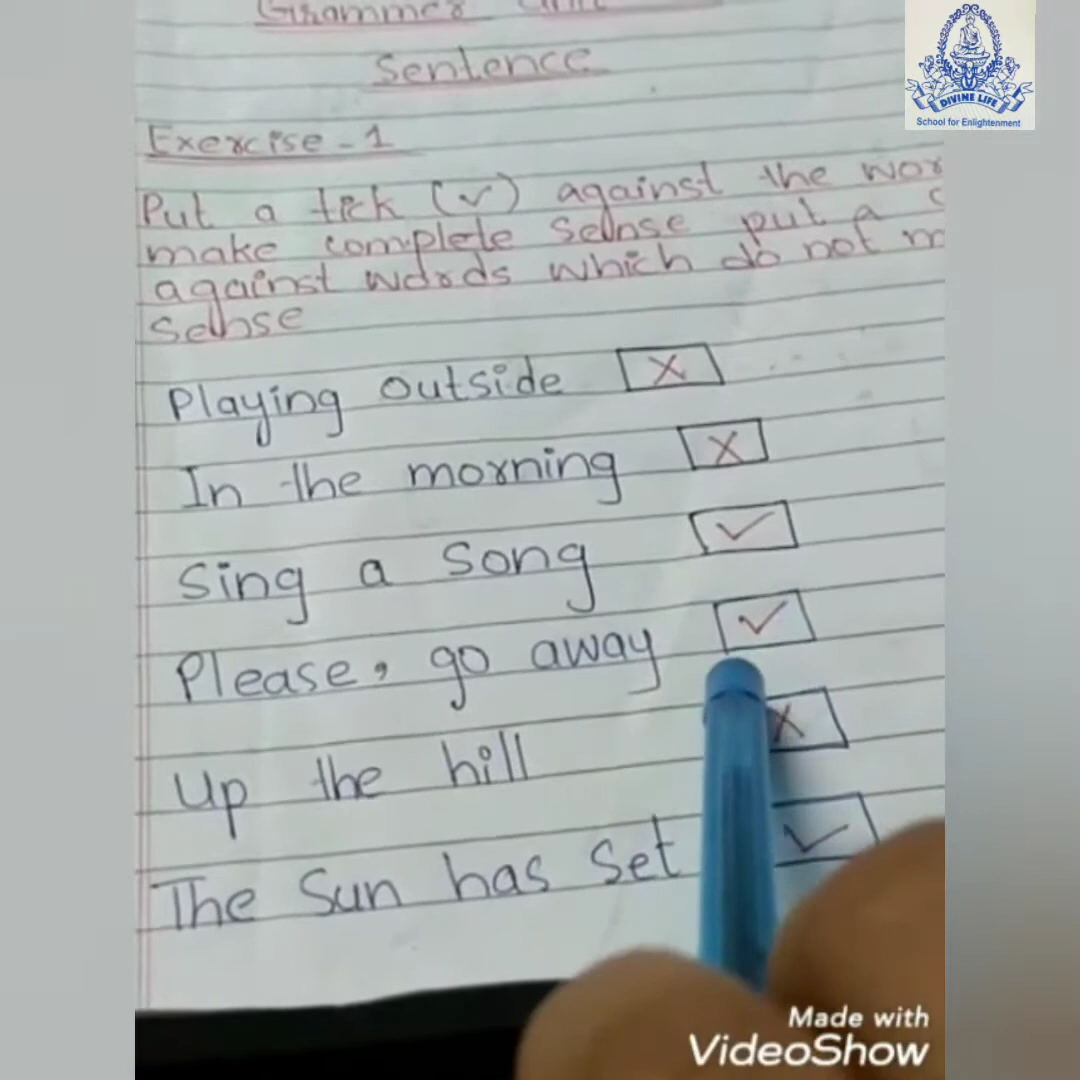 Grammer Unit
Sentence
DIVINE LIFE
School for Enlightenment
Exercise - 1
Put a tick (✓) against the
make complete sense put a
against words which do not
sense
Playing outside X
In the morning X
Sing a song ✓
Please, go away ✓
Up the hill X
The Sun has set ✓
Made with
VideoShow